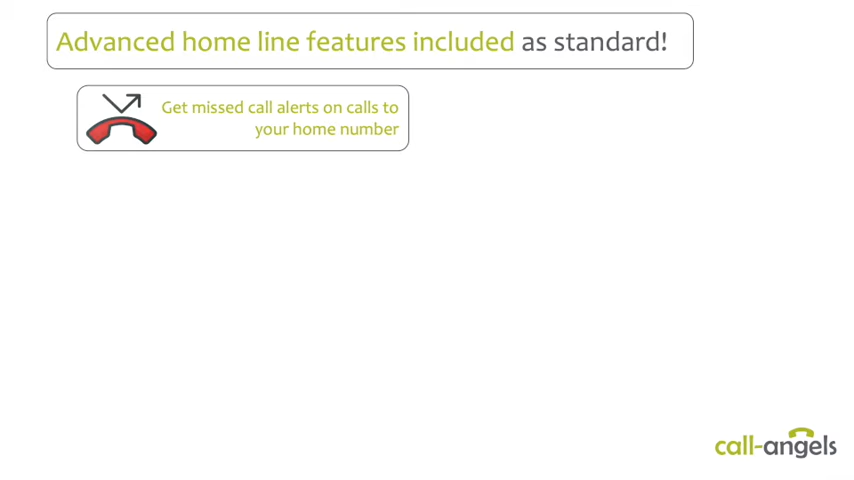 Advanced home line features included as standard!
Get missed call alerts on calls to
your home number
call-angels